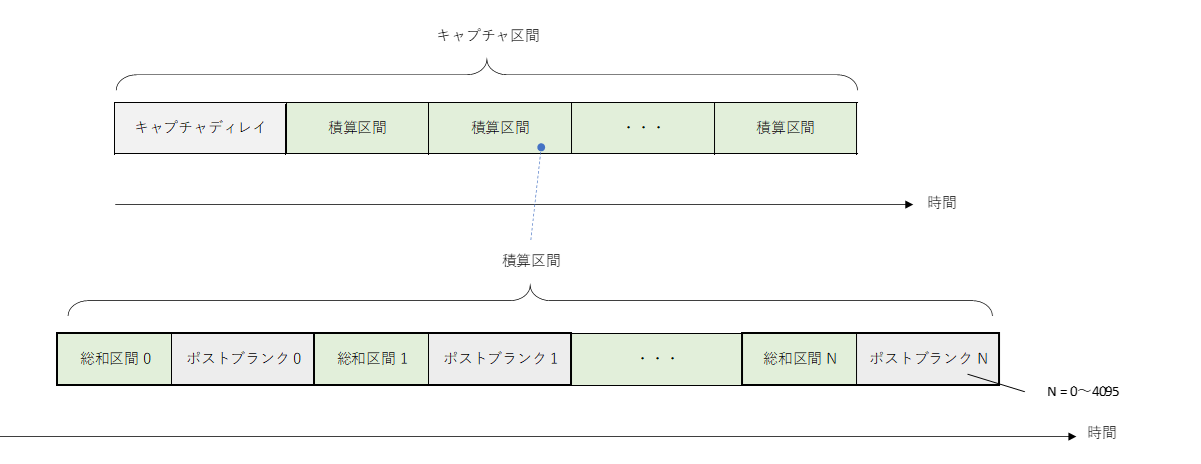 キャプチャ区間
キャプチャディレイ 積算区間 積算区間 ・・・ 積算区間
時間
積算区間
総和区間 0 ポストブランク 0 総和区間 1 ポストブランク 1 ・・・ 総和区間 N ポストブランク N
N = 0～4095
時間